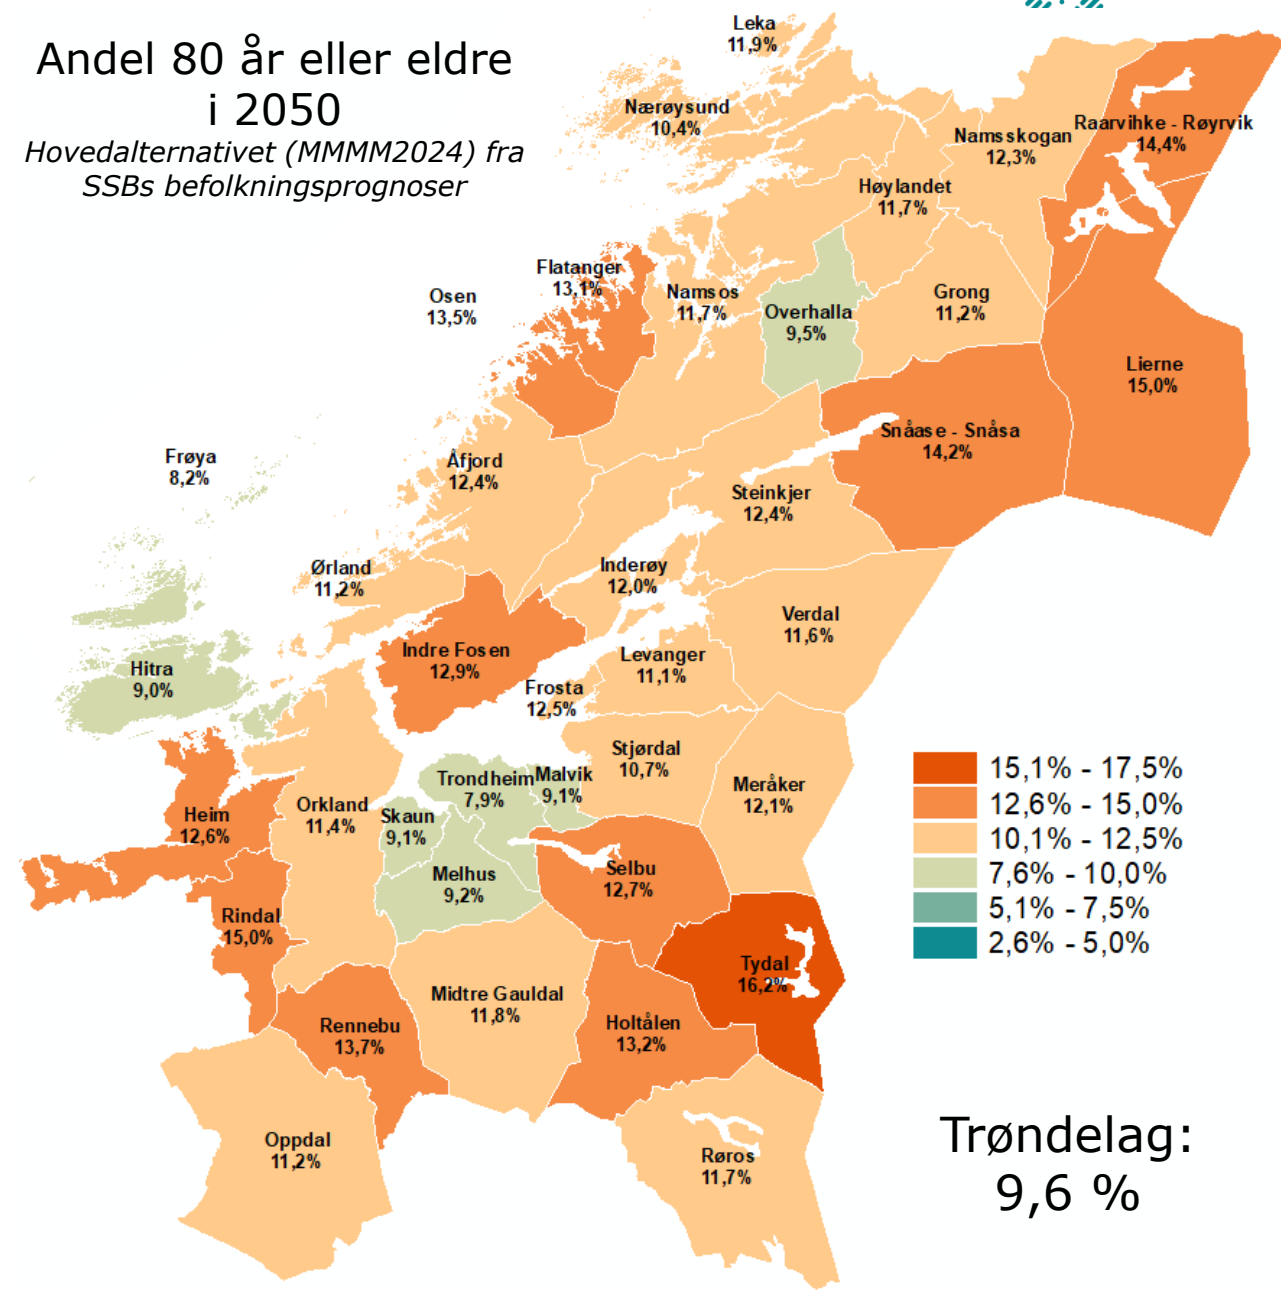 Andel 80 år eller eldre
i 2050
Hovedalternativet (MMMM2024) fra
SSBs befolkningsprognoser
Leka
11,9%
Nærøysund
10,4%
Namsskogan
12,3%
Raarvihke - Røyrvik
14,4%
Høylandet
11,7%
Flatanger
13,1%
Osen
13,5%
Namsos
11,7%
Overhalla
9,5%
Grong
11,2%
Lierne
15,0%
Snåase - Snåsa
14,2%
Frøya
8,2%
Åfjord
12,4%
Steinkjer
12,4%
Ørland
11,2%
Inderøy
12,0%
Verdal
11,6%
Hitra
9,0%
Indre Fosen
12,9%
Levanger
11,1%
Frosta
12,5%
Stjørdal
10,7%
Trondheim
7,9%
Malvik
9,1%
Meråker
12,1%
Heim
12,6%
Orkland
11,4%
Skaun
9,1%
Melhus
9,2%
Selbu
12,7%
Rindal
15,0%
Tydal
16,2%
Midtre Gauldal
11,8%
Rennebu
13,7%
Holtålen
13,2%
Oppdal
11,2%
Røros
11,7%
15,1% - 17,5%
12,6% - 15,0%
10,1% - 12,5%
7,6% - 10,0%
5,1% - 7,5%
2,6% - 5,0%
Trøndelag:
9,6 %